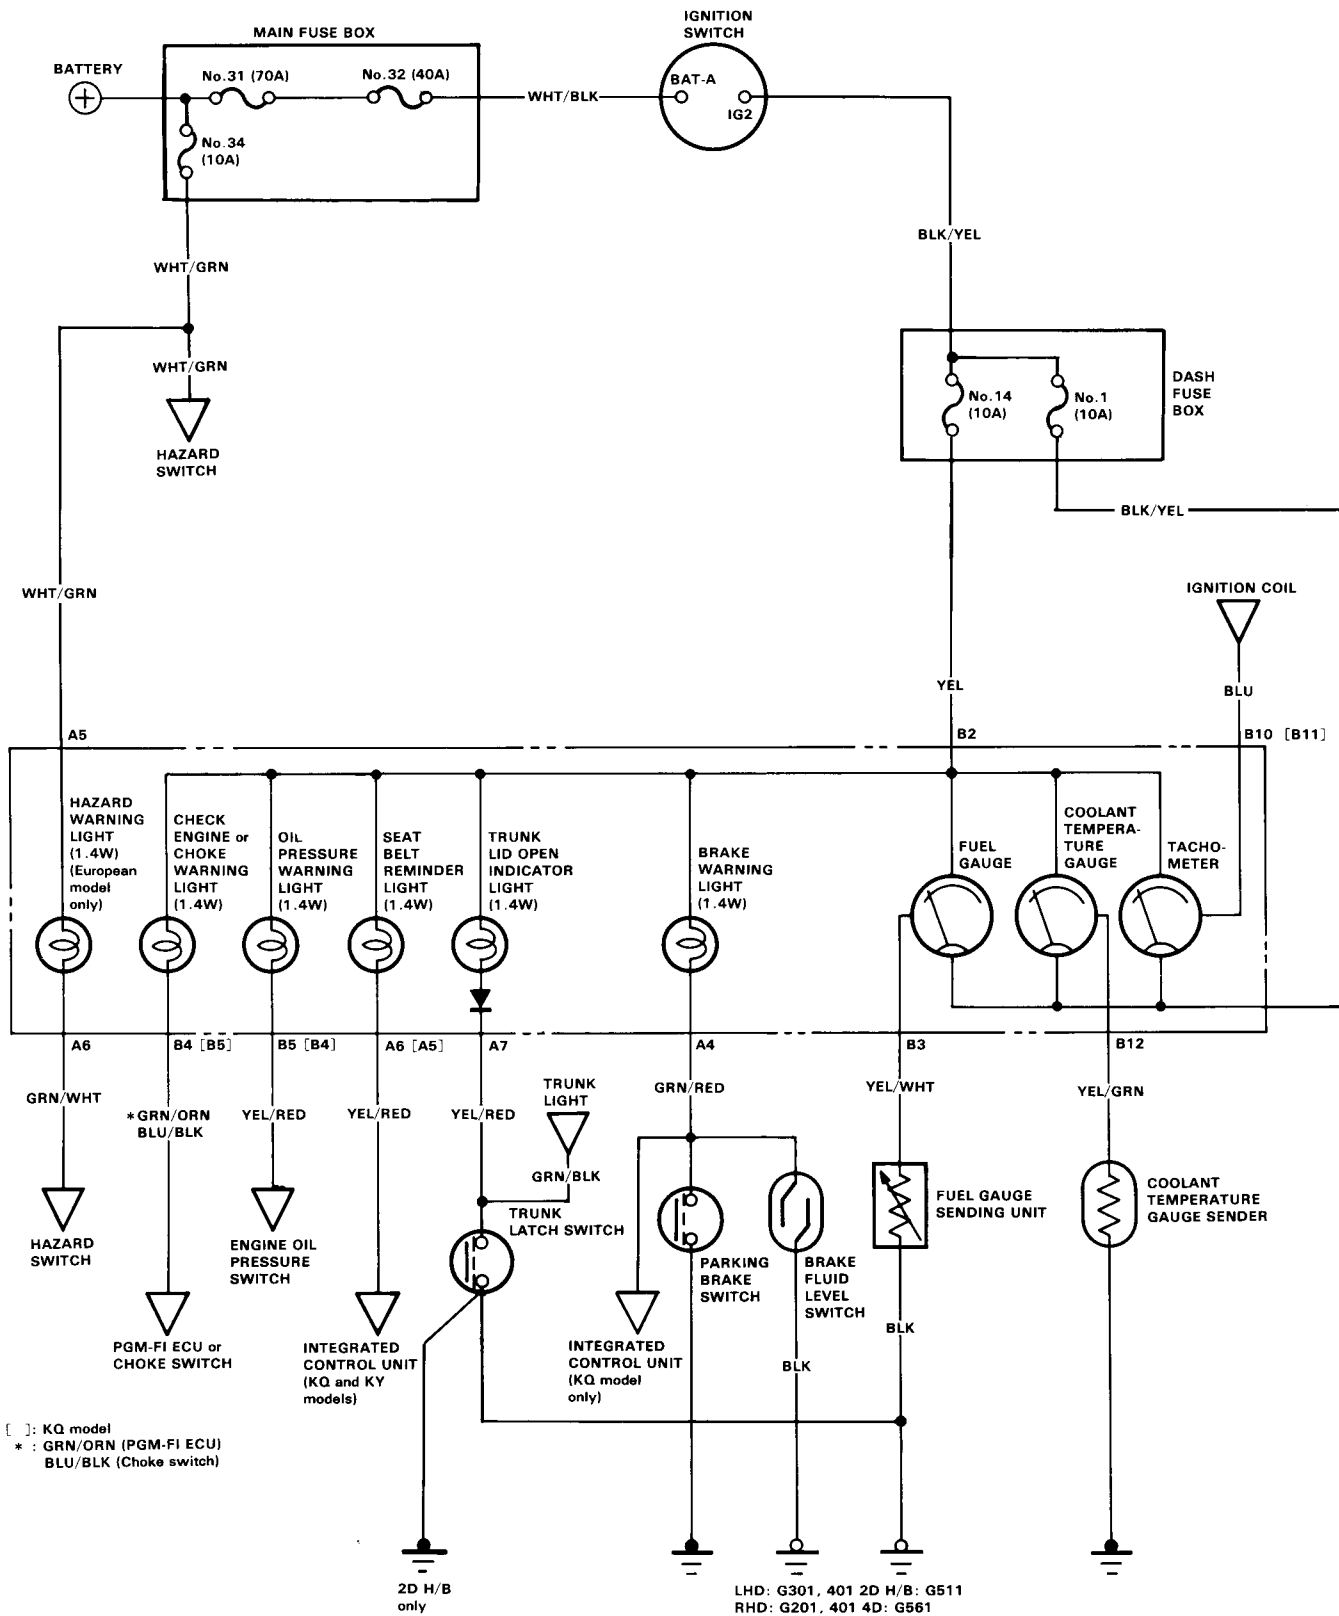 IGNITION
SWITCH
MAIN FUSE BOX
BATTERY
No.31 (70A)
No.32 (40A)
BAT-A
WHT/BLK
IG2
No.34
(10A)
BLK/YEL
WHT/GRN
WHT/GRN
DASH
FUSE
BOX
No.14
(10A)
No.1
(10A)
HAZARD
SWITCH
BLK/YEL
WHT/GRN
IGNITION COIL
YEL
BLU
A5
B2
B10 [B11]
HAZARD
WARNING
LIGHT
(1.4W)
(European
model
only)
CHECK
ENGINE or
CHOKE
WARNING
LIGHT
(1.4W)
OIL
PRESSURE
WARNING
LIGHT
(1.4W)
SEAT
BELT
REMINDER
LIGHT
(1.4W)
TRUNK
LID OPEN
INDICATOR
LIGHT
(1.4W)
BRAKE
WARNING
LIGHT
(1.4W)
FUEL
GAUGE
COOLANT
TEMPERA-
TURE
GAUGE
TACHO-
METER
A6
B4 [B5]
B5 [B4]
A6 [A5]
A7
A4
B3
B12
GRN/WHT
*GRN/ORN
BLU/BLK
YEL/RED
YEL/RED
YEL/RED
TRUNK
LIGHT
GRN/RED
YEL/WHT
YEL/GRN
GRN/BLK
TRUNK
LATCH SWITCH
FUEL GAUGE
SENDING UNIT
COOLANT
TEMPERATURE
GAUGE SENDER
HAZARD
SWITCH
ENGINE OIL
PRESSURE
SWITCH
PARKING
BRAKE
SWITCH
BRAKE
FLUID
LEVEL
SWITCH
BLK
PGM-FI ECU or
CHOKE SWITCH
INTEGRATED
CONTROL UNIT
(KQ and KY
models)
INTEGRATED
CONTROL UNIT
(KQ model
only)
BLK
[ ]: KQ model
* : GRN/ORN (PGM-FI ECU)
BLU/BLK (Choke switch)
2D H/B
only
LHD: G301, 401 2D H/B: G511
RHD: G201, 401 4D: G561